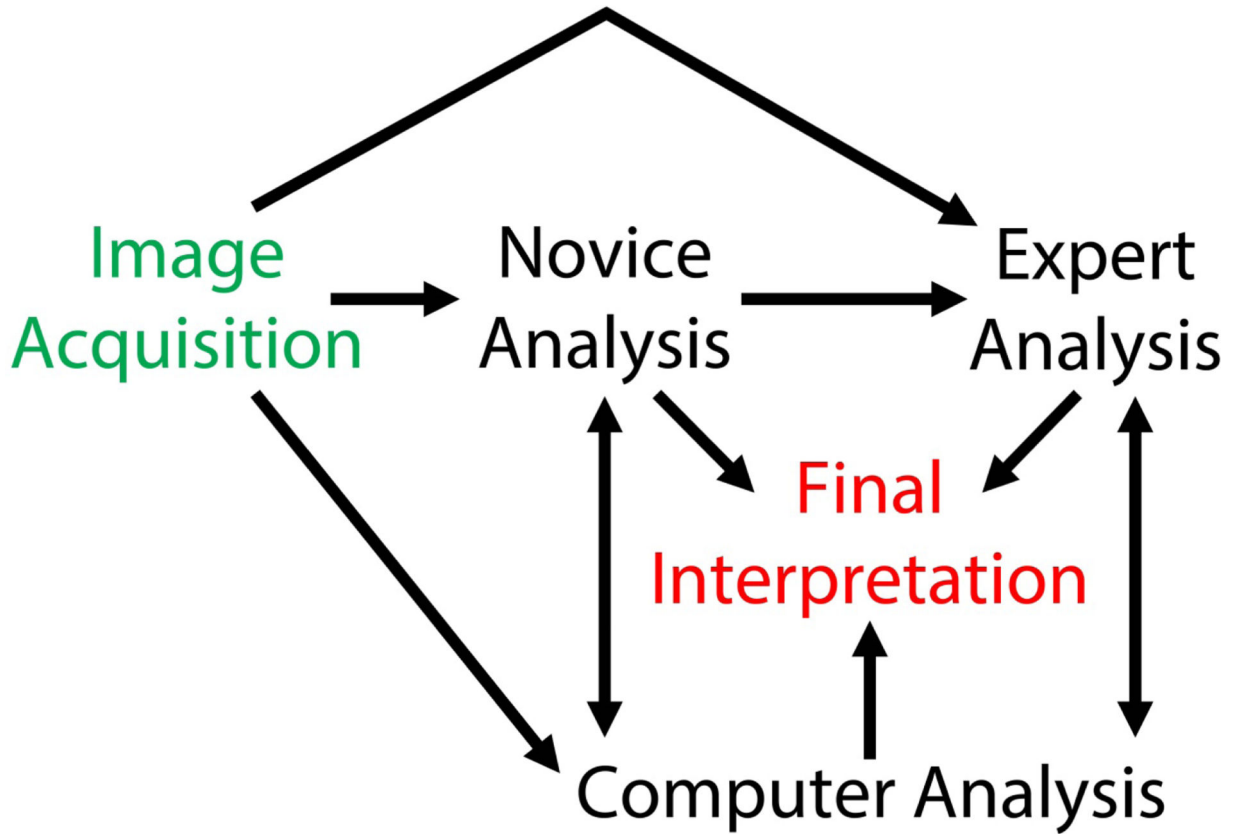 Image
Acquisition
Novice
Analysis
Expert
Analysis
Final
Interpretation
Computer Analysis